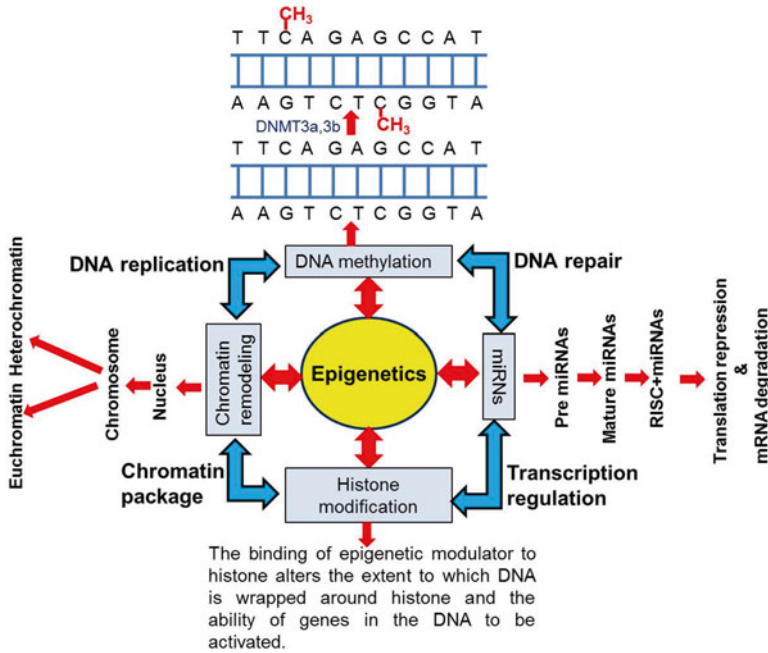 CH3
T T C A G A G C C A T
A A G T C T C G G T A
DNMT3a,3b
CH3
T T C A G A G C C A T
A A G T C T C G G T A
DNA replication
DNA methylation
DNA repair
Euchromatin Heterochromatin
Chromosome
Nucleus
Chromatin
remodeling
Epigenetics
miRNs
Pre miRNAs
Mature miRNAs
RISC+miRNAs
Translation repression
&
mRNA degradation
Chromatin
package
Histone
modification
Transcription
regulation
The binding of epigenetic modulator to
histone alters the extent to which DNA
is wrapped around histone and the
ability of genes in the DNA to be
activated.